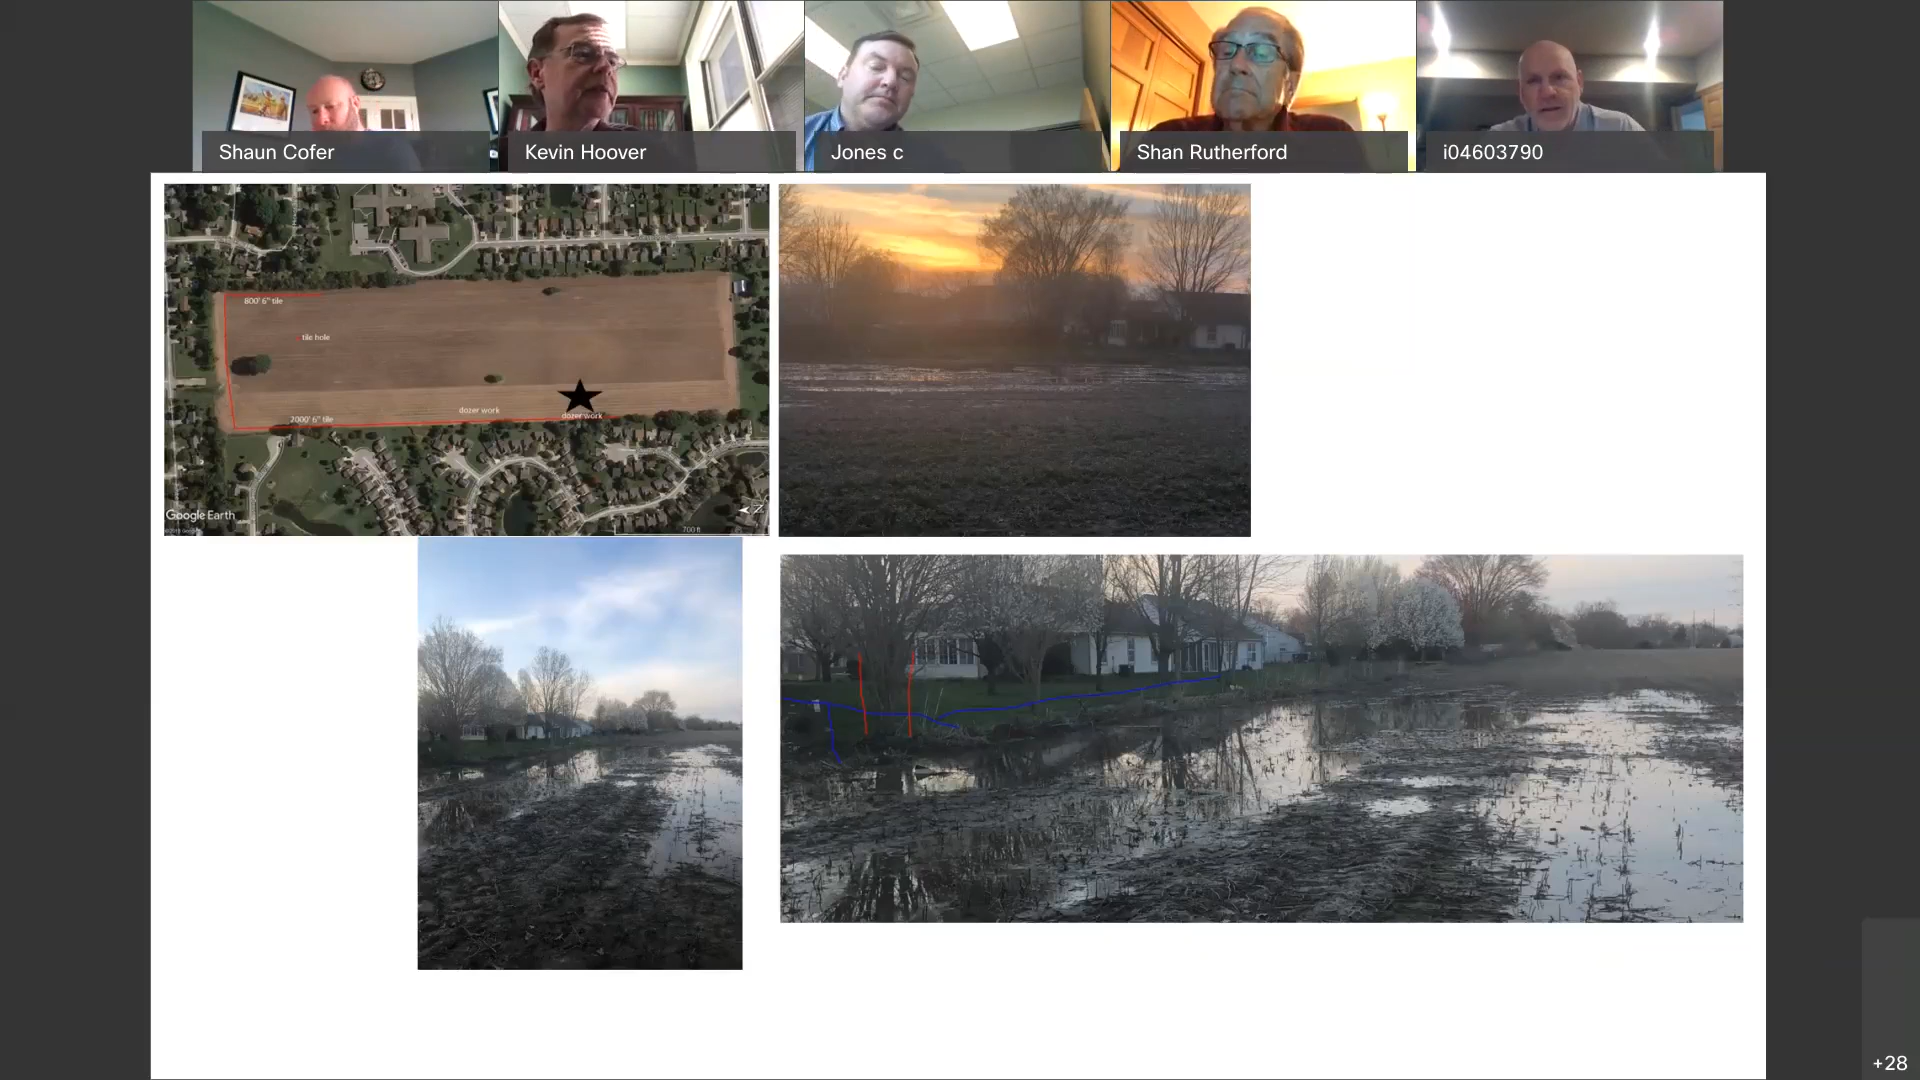 Shaun Cofer
Kevin Hoover
Jones c
Shan Rutherford
i04603790
800' 6" tile
tile hole
dozer work
dozer work
2000' 6" tile
Google Earth
700 ft
+28